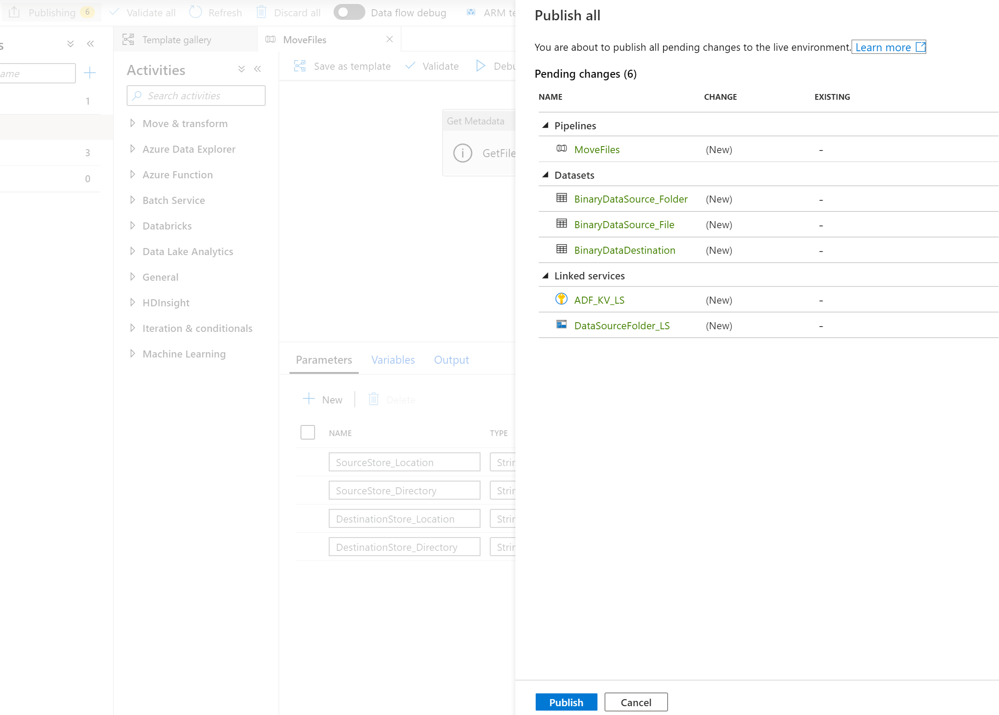 Publishing 6 Validate all Refresh Discard all Data flow debug ARM te
s
ame
1
3
0
Template gallery MoveFiles
Activities
Search activities
Move & transform
Azure Data Explorer
Azure Function
Batch Service
Databricks
Data Lake Analytics
General
HDInsight
Iteration & conditionals
Machine Learning
Save as template Validate Debu
Get Metadata
GetFile
Parameters Variables Output
New Delete
NAME TYPE
SourceStore_Location Strin
SourceStore_Directory Strin
DestinationStore_Location Strin
DestinationStore_Directory Strin
Publish all
You are about to publish all pending changes to the live environment. Learn more
Pending changes (6)
NAME CHANGE EXISTING
Pipelines
MoveFiles (New) -
Datasets
BinaryDataSource_Folder (New) -
BinaryDataSource_File (New) -
BinaryDataDestination (New) -
Linked services
ADF_KV_LS (New) -
DataSourceFolder_LS (New) -
Publish Cancel